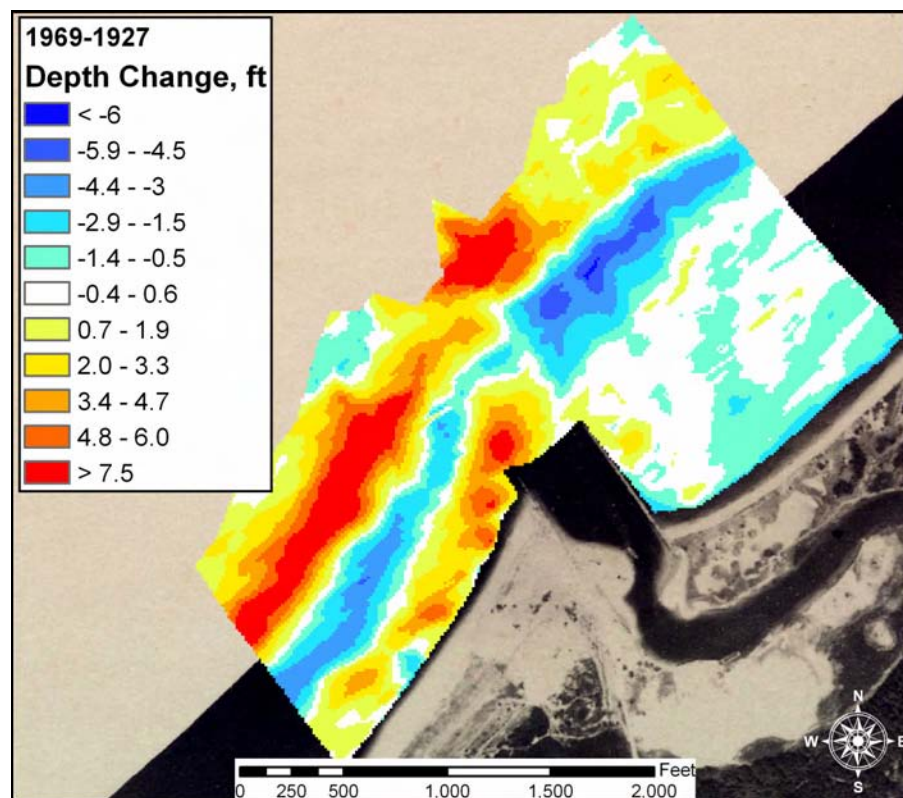 1969-1927
Depth Change, ft
< -6
-5.9 - -4.5
-4.4 - -3
-2.9 - -1.5
-1.4 - -0.5
-0.4 - 0.6
0.7 - 1.9
2.0 - 3.3
3.4 - 4.7
4.8 - 6.0
> 7.5
N
W E
S
Feet
0 250 500 1.000 1.500 2.000